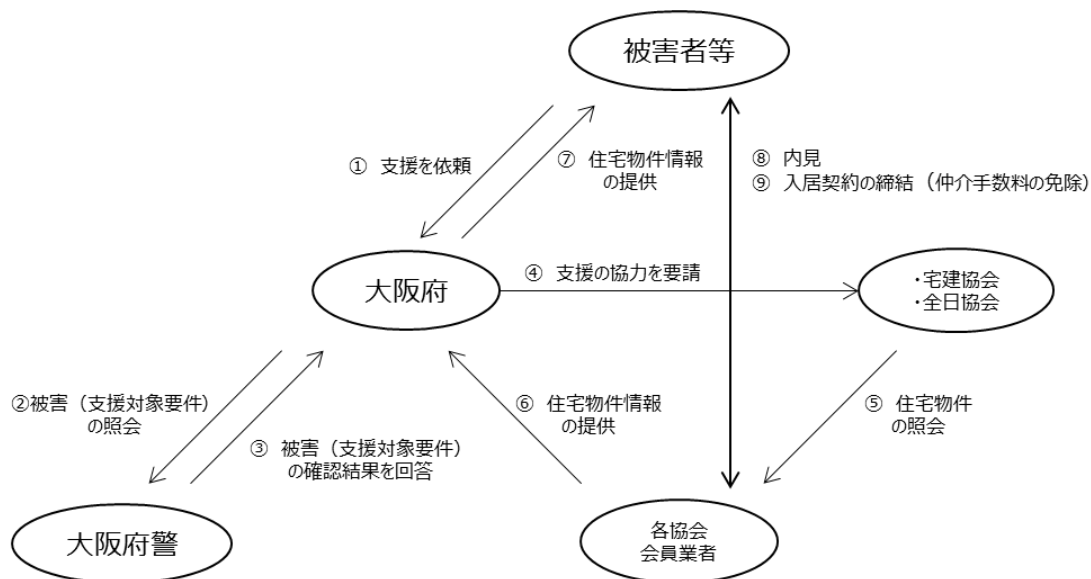 被害者等
① 支援を依頼
⑦ 住宅物件情報
の提供
⑧ 内見
⑨ 入居契約の締結（仲介手数料の免除）
大阪府
④ 支援の協力を要請
・宅建協会
・全日協会
②被害（支援対象要件）
の照会
③ 被害（支援対象要件）
の確認結果を回答
⑥ 住宅物件情報
の提供
⑤ 住宅物件
の照会
大阪府警
各協会
会員業者